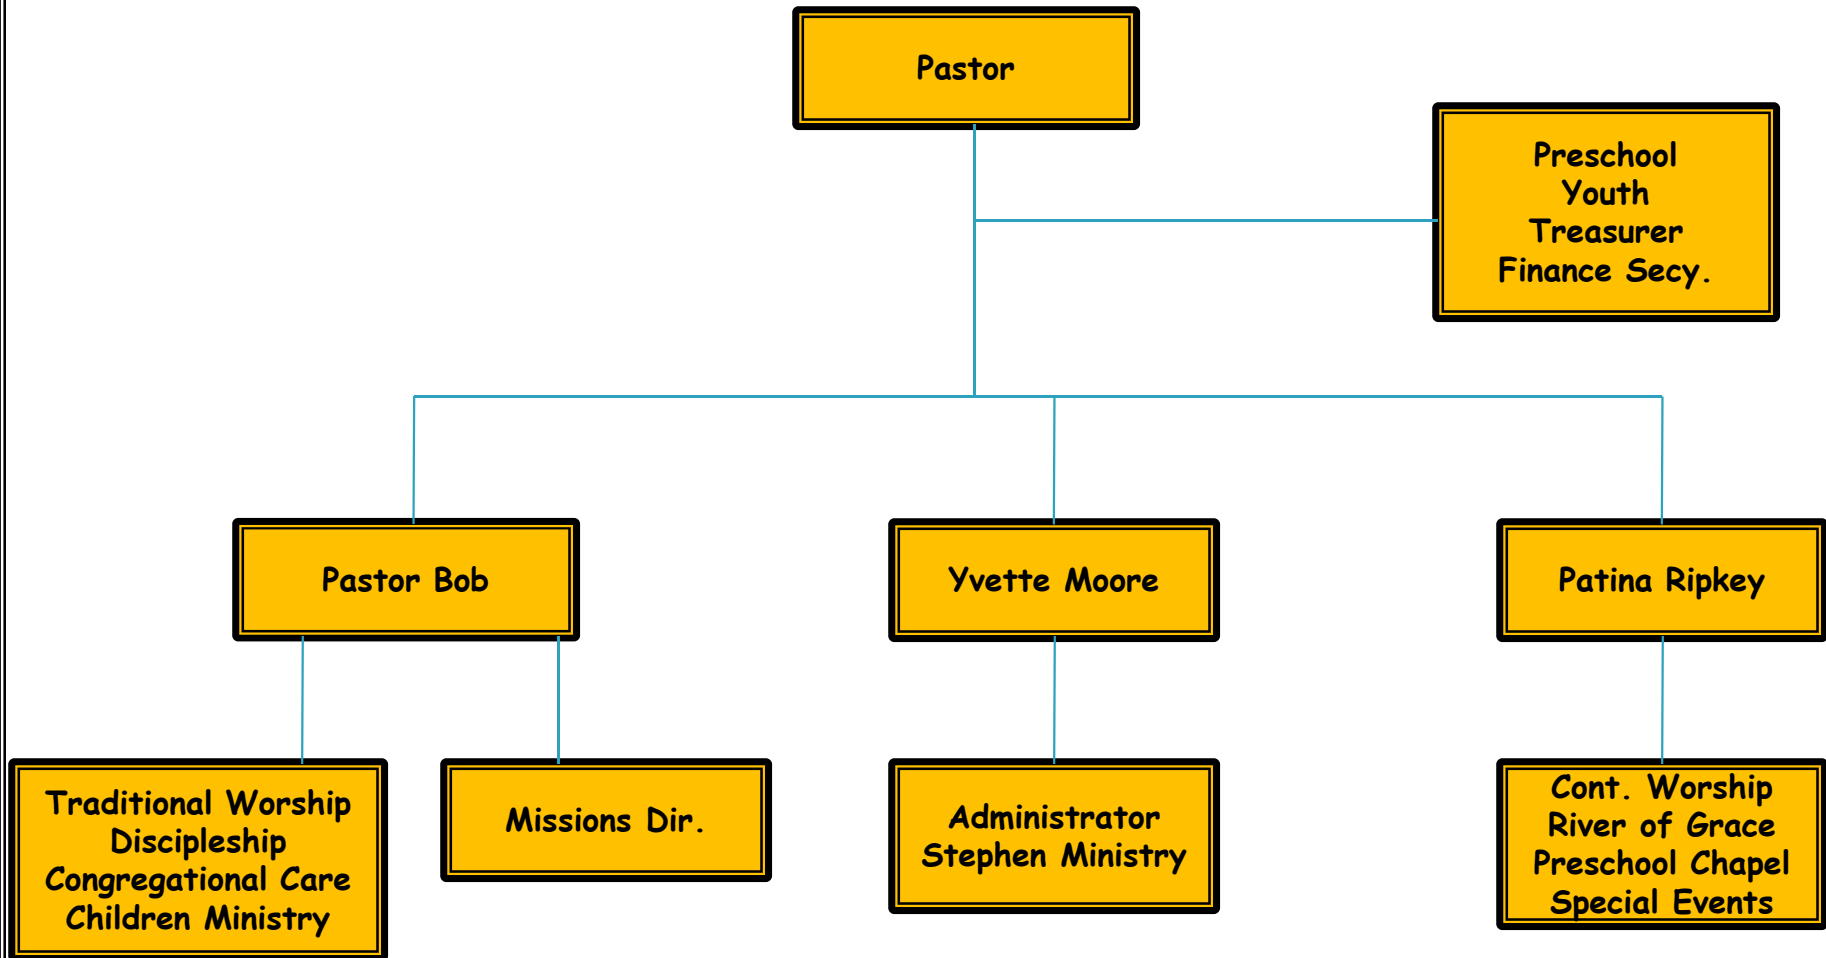 Pastor
Preschool
Youth
Treasurer
Finance Secy.
Pastor Bob
Yvette Moore
Patina Ripkey
Traditional Worship
Discipleship
Congregational Care
Children Ministry
Missions Dir.
Administrator
Stephen Ministry
Cont. Worship
River of Grace
Preschool Chapel
Special Events